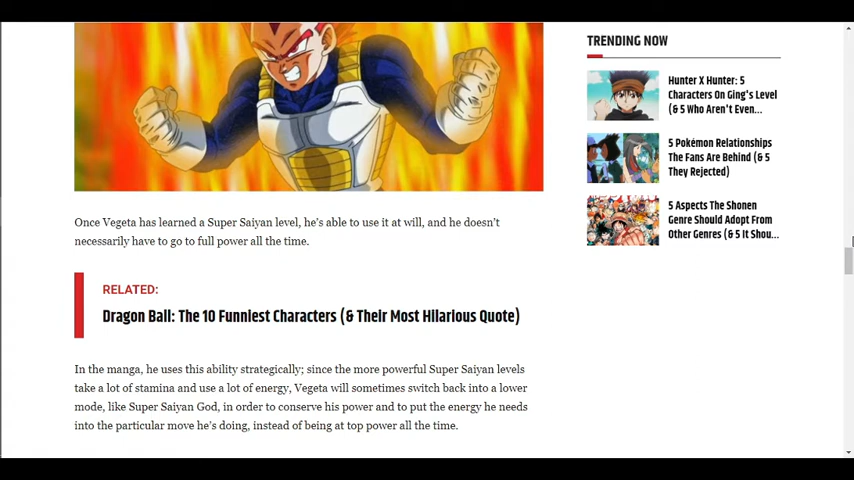 TRENDING NOW
Hunter X Hunter: 5
Characters On Ging's Level
(& 5 Who Aren't Even...
5 Pokémon Relationships
The Fans Are Behind (& 5
They Rejected)
5 Aspects The Shonen
Genre Should Adopt From
Other Genres (& 5 It Shou...
Once Vegeta has learned a Super Saiyan level, he's able to use it at will, and he doesn't
necessarily have to go to full power all the time.
RELATED:
Dragon Ball: The 10 Funniest Characters (& Their Most Hilarious Quote)
In the manga, he uses this ability strategically; since the more powerful Super Saiyan levels
take a lot of stamina and use a lot of energy, Vegeta will sometimes switch back into a lower
mode, like Super Saiyan God, in order to conserve his power and to put the energy he needs
into the particular move he's doing, instead of being at top power all the time.